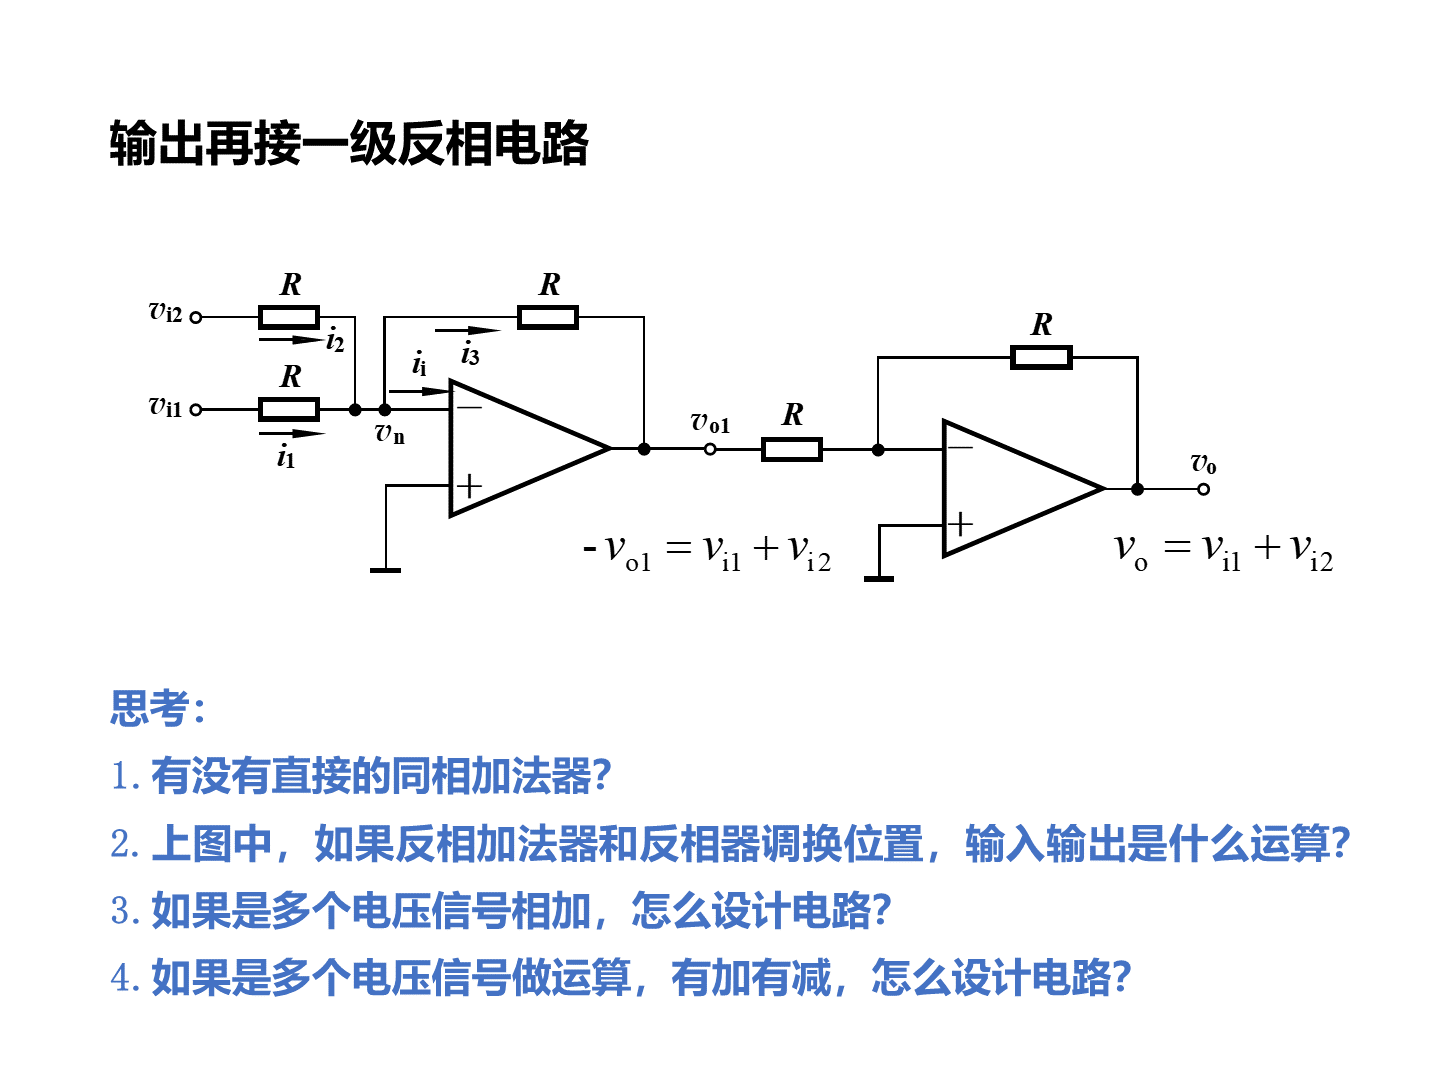 输出再接一级反相电路
R
R
vi2
i2
i3
R
ii
R
vi1
vn
i1
R
vo1
vo
-vo1 = vi1 + vi2
vo = vi1 + vi2
思考：
1. 有没有直接的同相加法器？
2. 上图中，如果反相加法器和反相器调换位置，输入输出是什么运算？
3. 如果是多个电压信号相加，怎么设计电路？
4. 如果是多个电压信号做运算，有加有减，怎么设计电路？